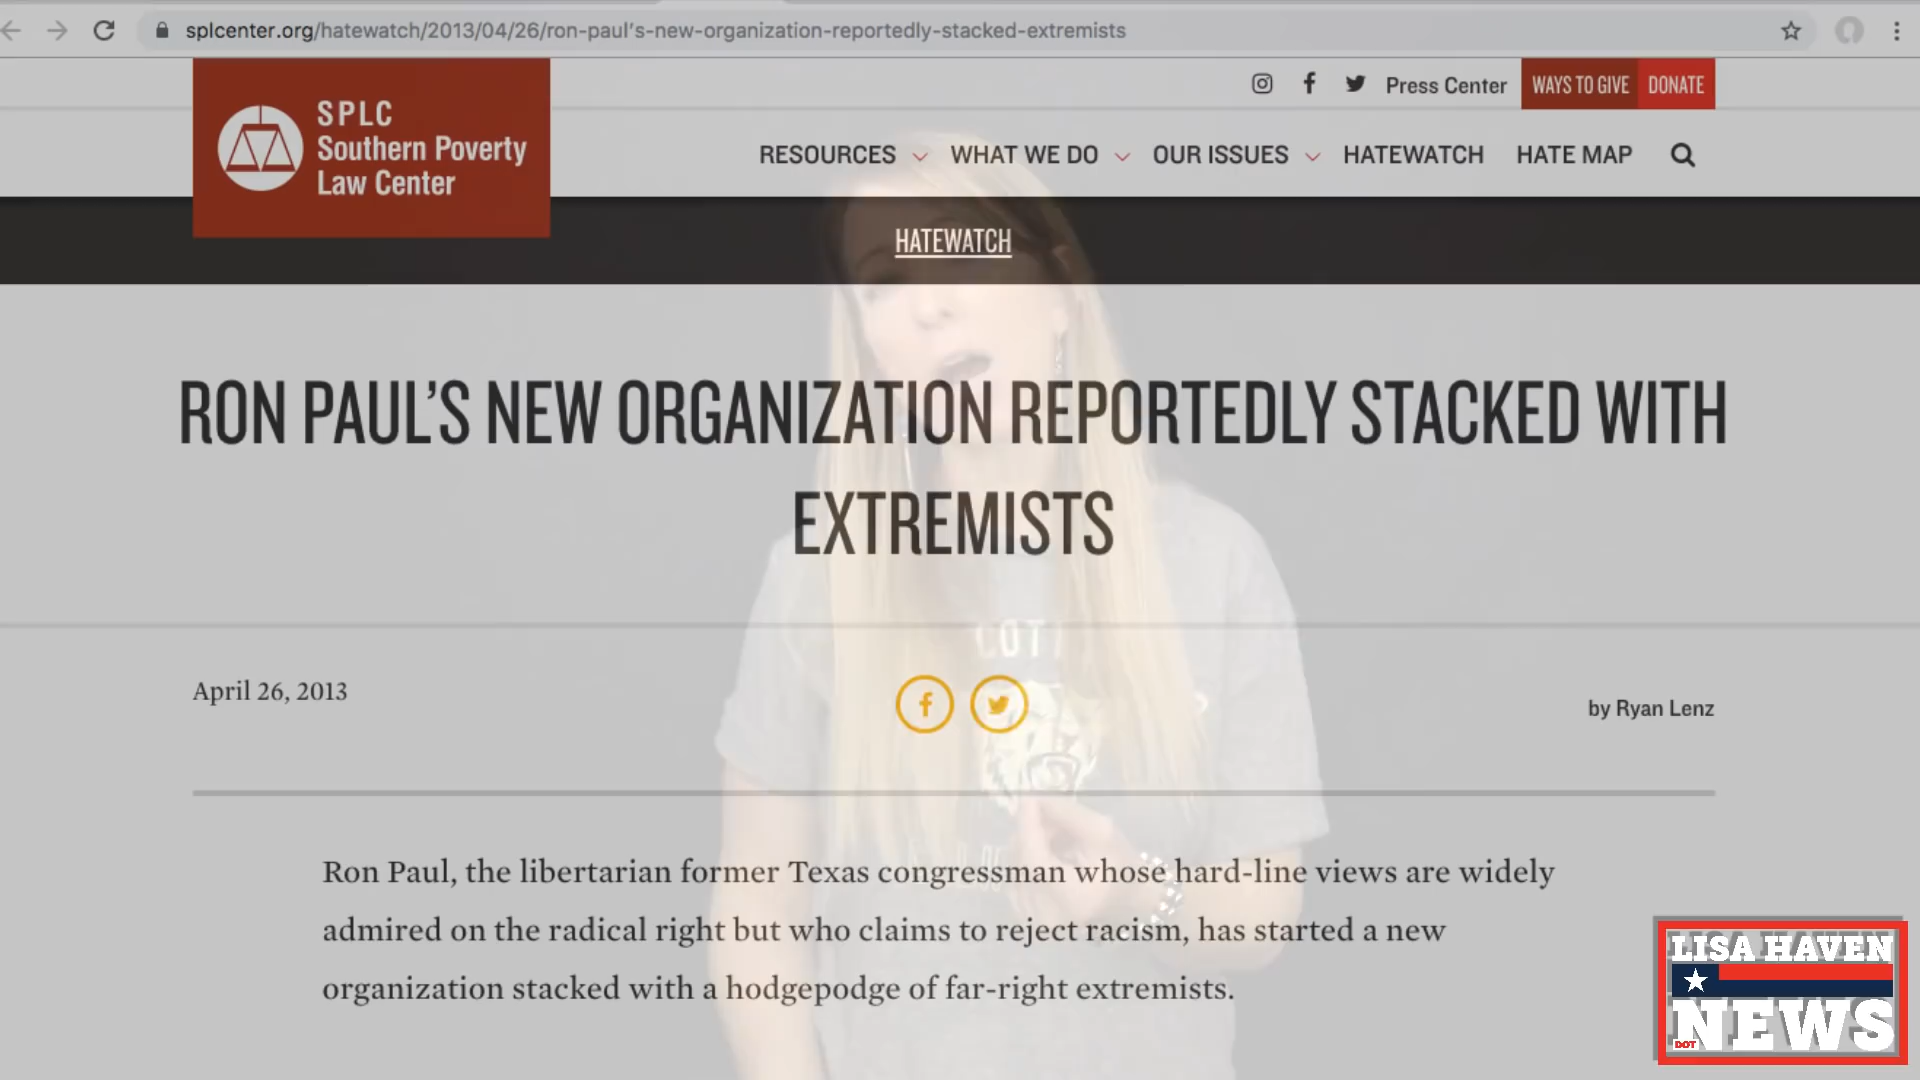 splcenter.org/hatewatch/2013/04/26/ron-paul's-new-organization-reportedly-stacked-extremists
SPLC
Southern Poverty
Law Center
Press Center
WAYS TO GIVE
DONATE
RESOURCES
WHAT WE DO
OUR ISSUES
HATEWATCH
HATE MAP
HATEWATCH
RON PAUL’S NEW ORGANIZATION REPORTEDLY STACKED WITH
EXTREMISTS
April 26, 2013
by Ryan Lenz
Ron Paul, the libertarian former Texas congressman whose hard-line views are widely
admired on the radical right but who claims to reject racism, has started a new
organization stacked with a hodgepodge of far-right extremists.
LISA HAVEN
DOT NEWS